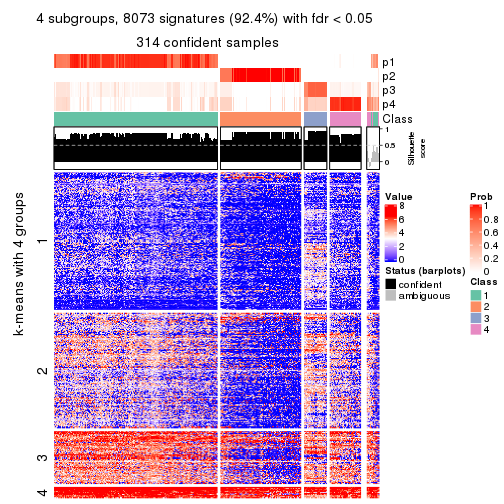 4 subgroups, 8073 signatures (92.4%) with fdr < 0.05
314 confident samples
p1
p2
p3
p4
Class
1
0.5
0
Silhouette
score
k-means with 4 groups
1
2
3
4
Value
8
6
4
2
0
Status (barplots)
confident
ambiguous
Prob
1
0.8
0.6
0.4
0.2
0
Class
1
2
3
4